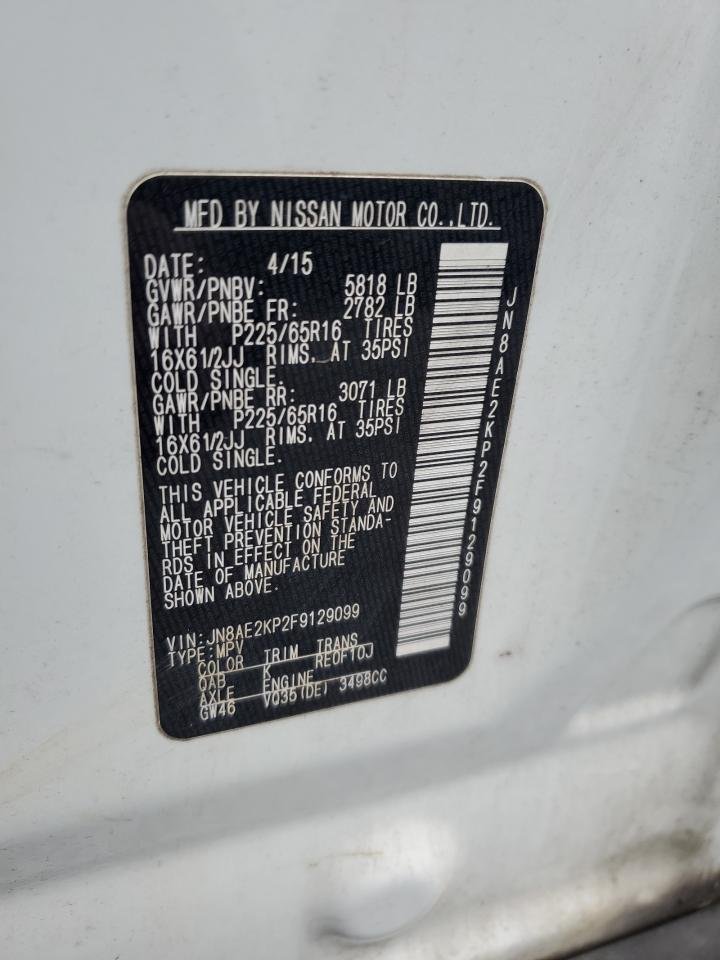 MFD BY NISSAN MOTOR CO.,LTD.
DATE: 4/15
GVWR/PNBV: 5818 LB
GAWR/PNBE FR: 2782 LB
WITH P225/65R16 TIRES
16X61/2JJ RIMS. AT 35PSI
COLD SINGLE.
GAWR/PNBE RR: 3071 LB
WITH P225/65R16 TIRES
16X61/2JJ RIMS. AT 35PSI
COLD SINGLE.
THIS VEHICLE CONFORMS TO
ALL APPLICABLE FEDERAL
MOTOR VEHICLE SAFETY AND
THEFT PREVENTION STANDA-
RDS IN EFFECT ON THE
DATE OF MANUFACTURE
SHOWN ABOVE.
VIN: JN8AE2KP2F9129099
TYPE: MPV
COLOR TRIM TRANS
QAB K RE0F10J
AXLE ENGINE
GW46 VQ35(DE) 3498CC
JN8AE2KP2F9129099